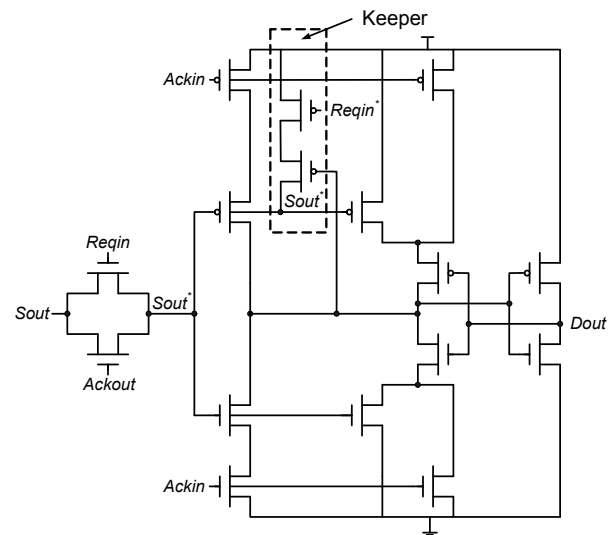 Keeper
Ackin
Reqin*
Sout*
Reqin
Sout
Sout*
Dout
Ackout
Ackin